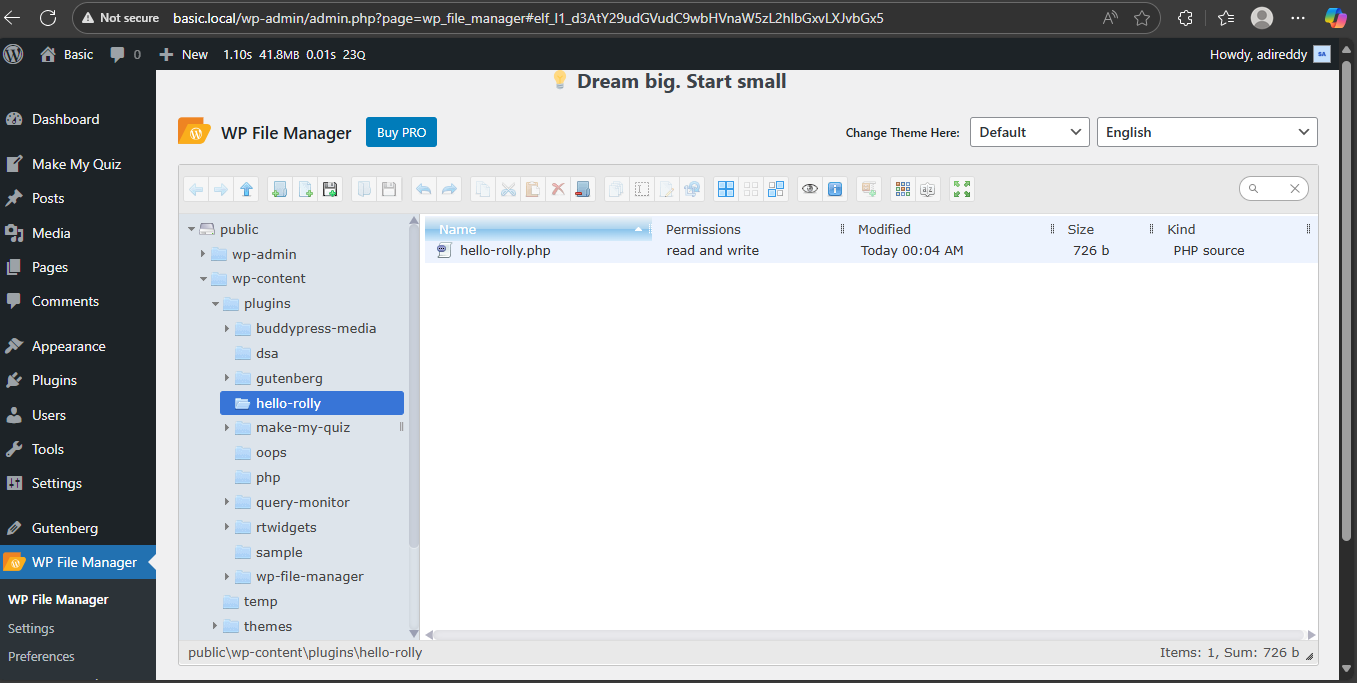 Not secure basic.local/wp-admin/admin.php?page=wp_file_manager#elf_l1_d3AtY29udGVudC9wbHVnaW5zL2hlbGxvLXJvbGx5
Basic 0 New 1.10s 41.8MB 0.01s 23Q Howdy, adireddy SA
Dream big. Start small
Dashboard
Make My Quiz
Posts
Media
Pages
Comments
Appearance
Plugins
Users
Tools
Settings
Gutenberg
WP File Manager
WP File Manager
Settings
Preferences
WP File Manager Buy PRO Change Theme Here: Default English
public
wp-admin
wp-content
plugins
buddypress-media
dsa
gutenberg
hello-rolly
make-my-quiz
oops
php
query-monitor
rtwidgets
sample
wp-file-manager
temp
themes
Name Permissions Modified Size Kind
hello-rolly.php read and write Today 00:04 AM 726 b PHP source
public\wp-content\plugins\hello-rolly Items: 1, Sum: 726 b